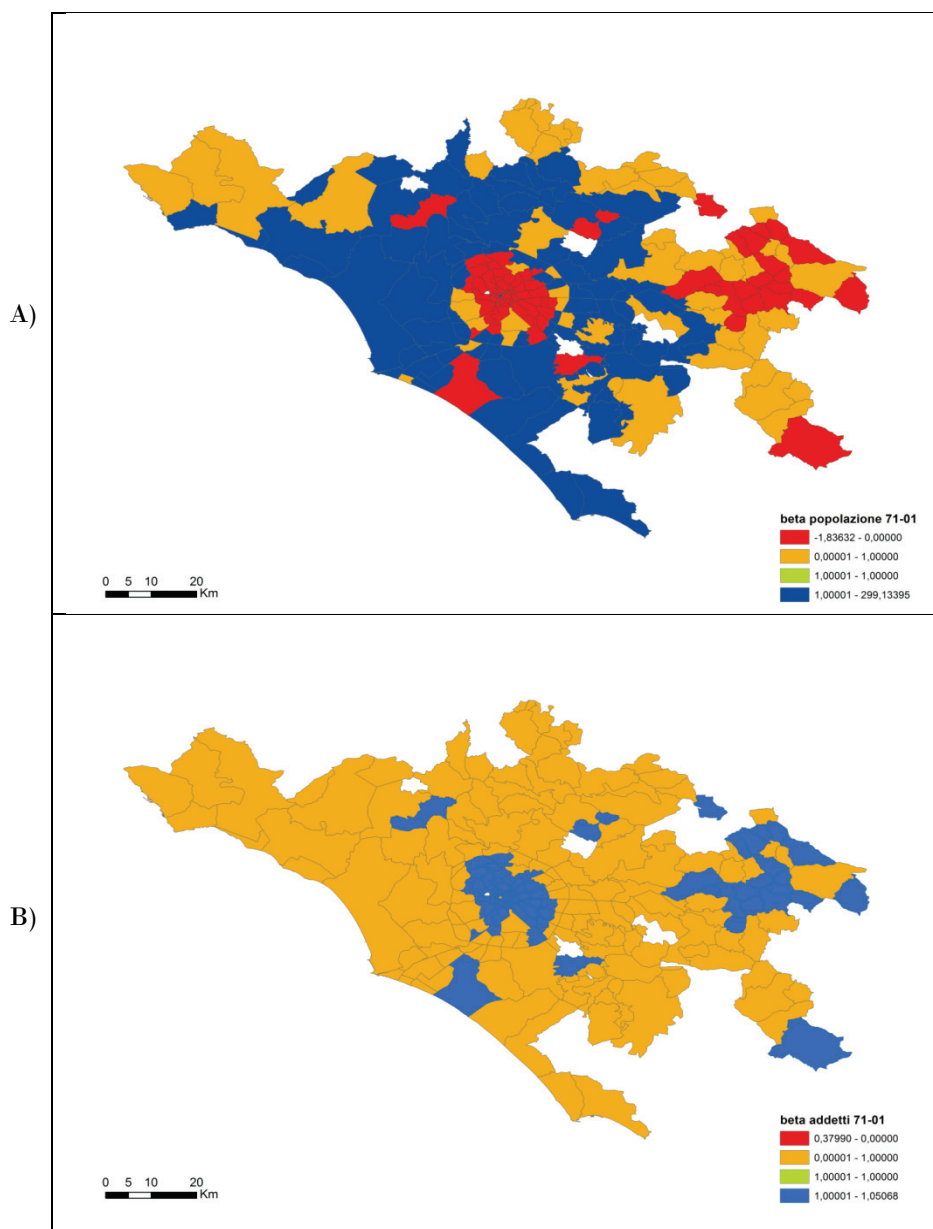 A)
beta popolazione 71-01
-1,83632 - 0,00000
0,00001 - 1,00000
1,00001 - 1,00000
1,00001 - 299,13395
0 5 10 20
Km
B)
beta addetti 71-01
0,37990 - 0,00000
0,00001 - 1,00000
1,00001 - 1,00000
1,00001 - 1,05068
0 5 10 20
Km